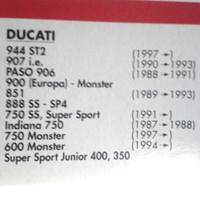 DUCATI
944 ST2 (1997→)
907 i.e. (1990→1993)
PASO 906 (1988→1991)
900 (Europa) - Monster
851 (1989→1993)
888 SS - SP4
750 SS, Super Sport (1991→)
Indiana 750 (1987→1988)
750 Monster (1997→)
600 Monster (1994→)
Super Sport Junior 400, 350